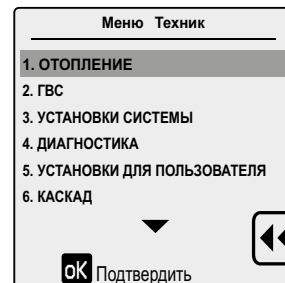 Меню Техник
1. ОТОПЛЕНИЕ
2. ГВС
3. УСТАНОВКИ СИСТЕМЫ
4. ДИАГНОСТИКА
5. УСТАНОВКИ ДЛЯ ПОЛЬЗОВАТЕЛЯ
6. КАСКАД
oK Подтвердить